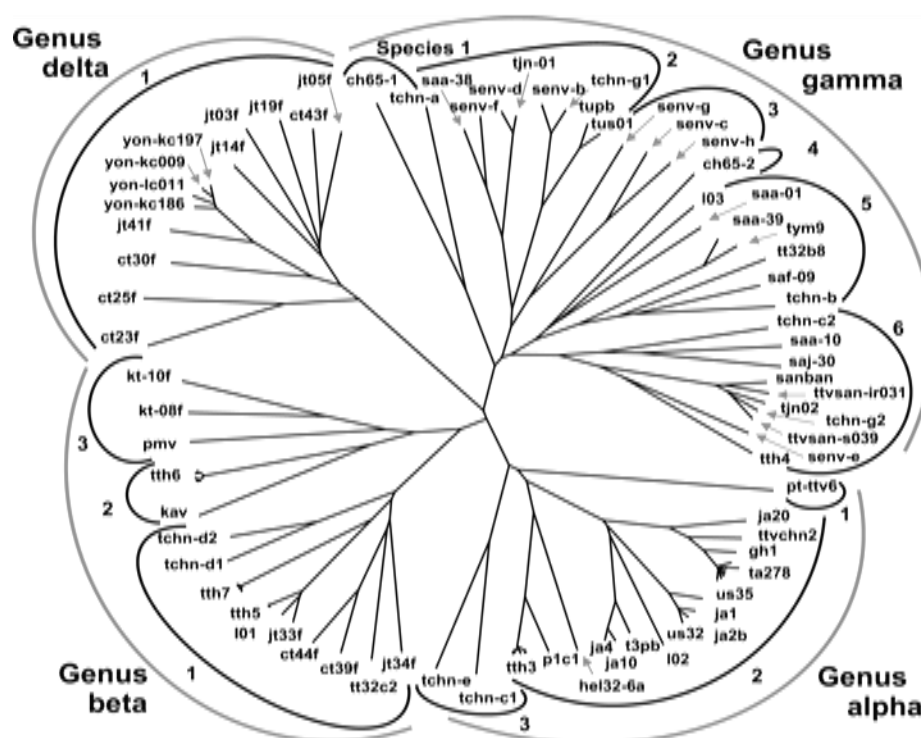 Genus
delta
1
jt05f
jt19f
jt03f
ct43f
jt14f
yon-kc197
yon-kc009
yon-lc011
yon-kc186
jt41f
ct30f
ct25f
ct23f
Species 1
ch65-1
tchn-a
saa-38
senv-f
senv-d
tjn-01
senv-b
tchn-g1
tupb
tus01
2
Genus
gamma
senv-g
senv-c
senv-h
3
ch65-2
4
l03
saa-01
saa-39
tym9
tt32b8
saf-09
tchn-b
5
tchn-c2
saa-10
saj-30
sanban
ttvsan-ir031
tjn02
tchn-g2
ttvsan-s039
senv-e
tth4
6
pt-ttv6
1
ja20
ttvchn2
gh1
ta278
us35
ja1
ja2b
us32
l02
t3pb
ja10
ja4
hel32-6a
p1c1
tth3
2
Genus
alpha
tchn-c1
tchn-e
3
kt-10f
kt-08f
pmv
3
tth6
kav
2
tchn-d2
tchn-d1
tth7
tth5
l01
jt33f
ct44f
ct39f
tt32c2
jt34f
1
Genus
beta